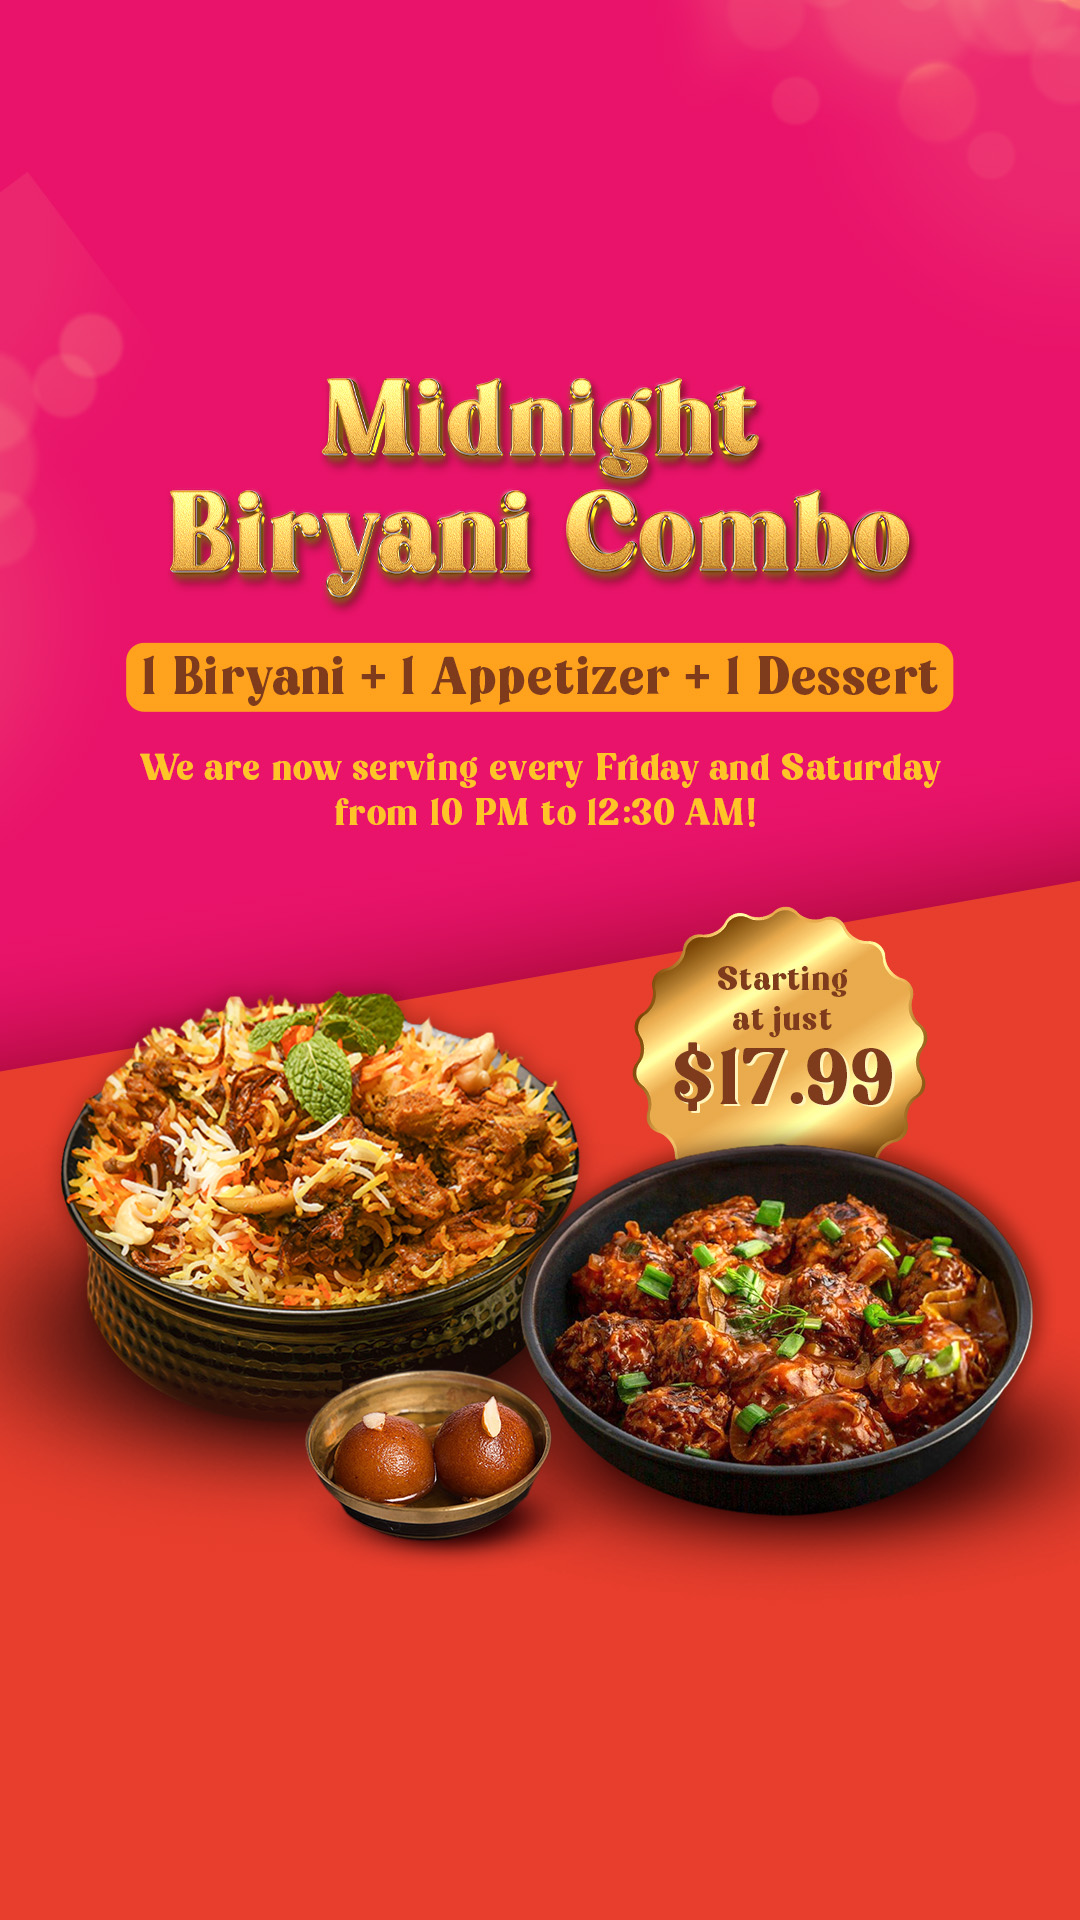 Midnight
Biryani Combo
1 Biryani + 1 Appetizer + 1 Dessert
We are now serving every Friday and Saturday
from 10 PM to 12:30 AM!
Starting
at just
$17.99